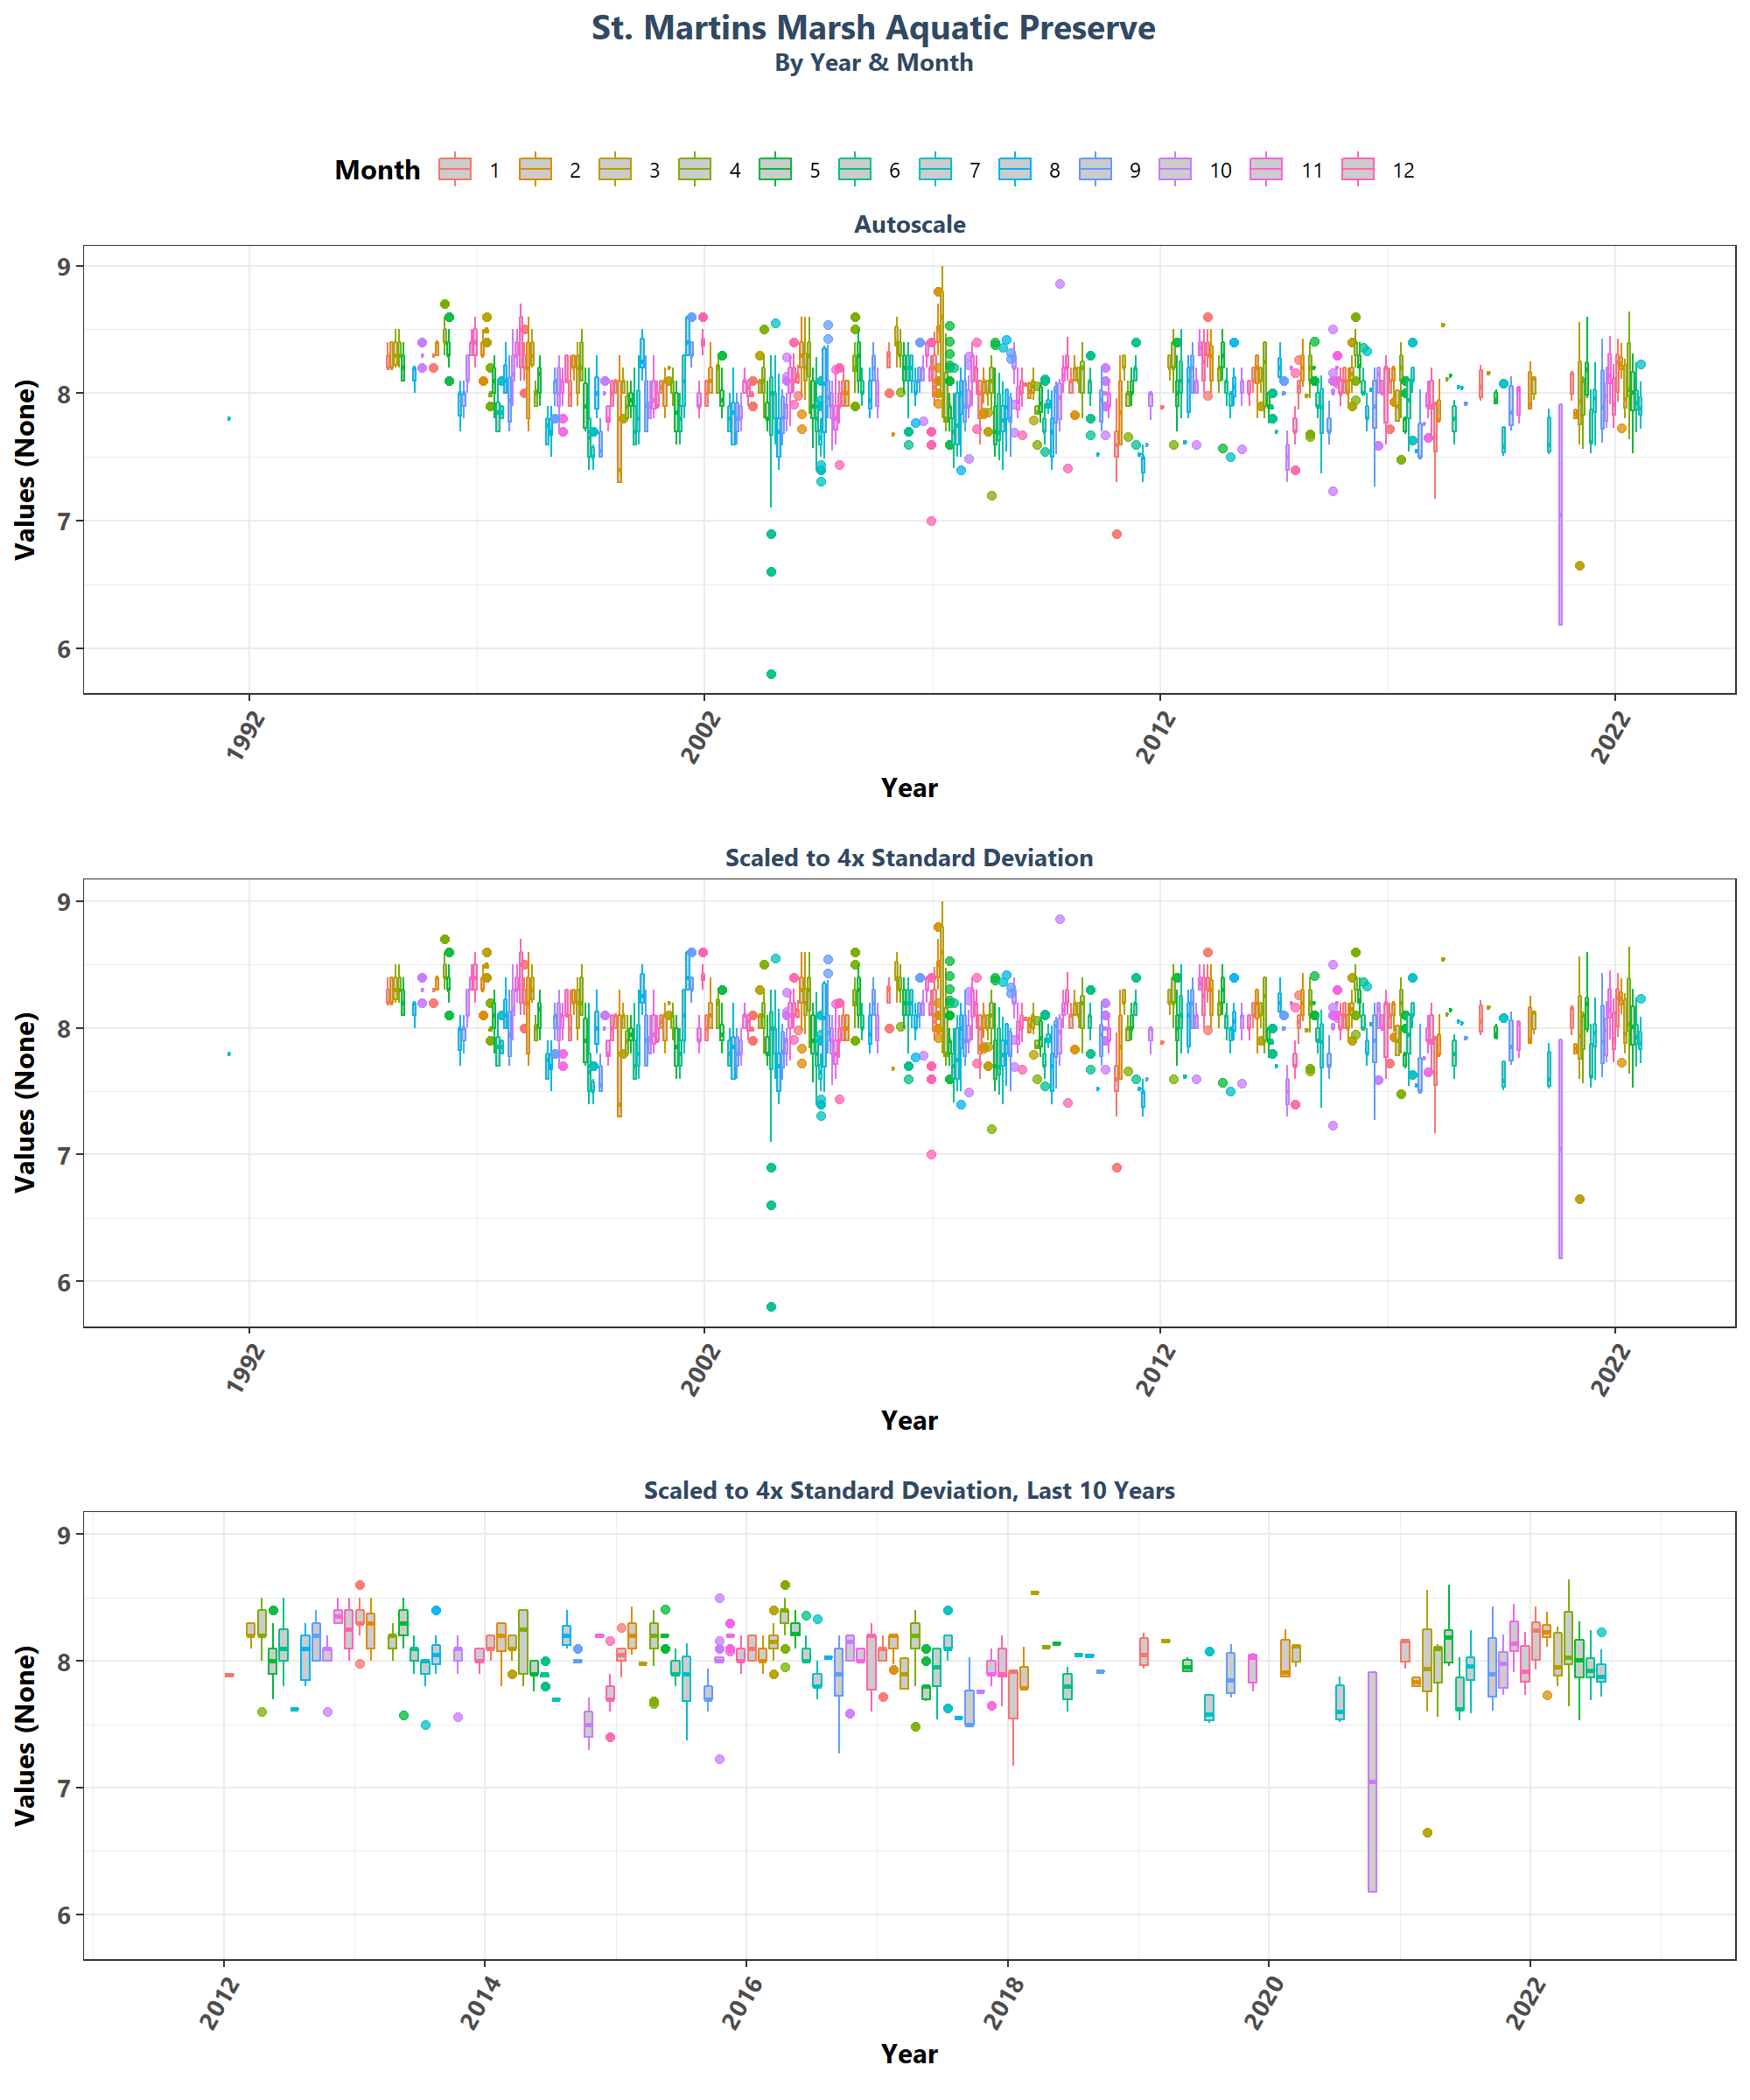 St. Martins Marsh Aquatic Preserve
By Year & Month
Month 1 2 3 4 5 6 7 8 9 10 11 12
Autoscale
Values (None)
9
8
7
6
1992 2002 2012 2022
Year
Scaled to 4x Standard Deviation
Values (None)
9
8
7
6
1992 2002 2012 2022
Year
Scaled to 4x Standard Deviation, Last 10 Years
Values (None)
9
8
7
6
2012 2014 2016 2018 2020 2022
Year